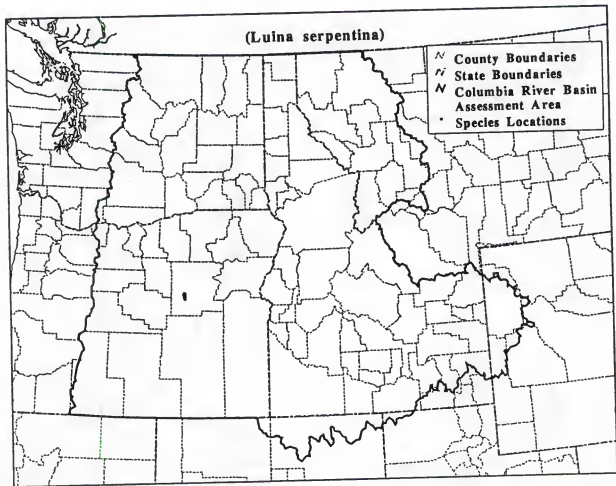 (Luina serpentina)
County Boundaries
State Boundaries
Columbia River Basin
Assessment Area
Species Locations